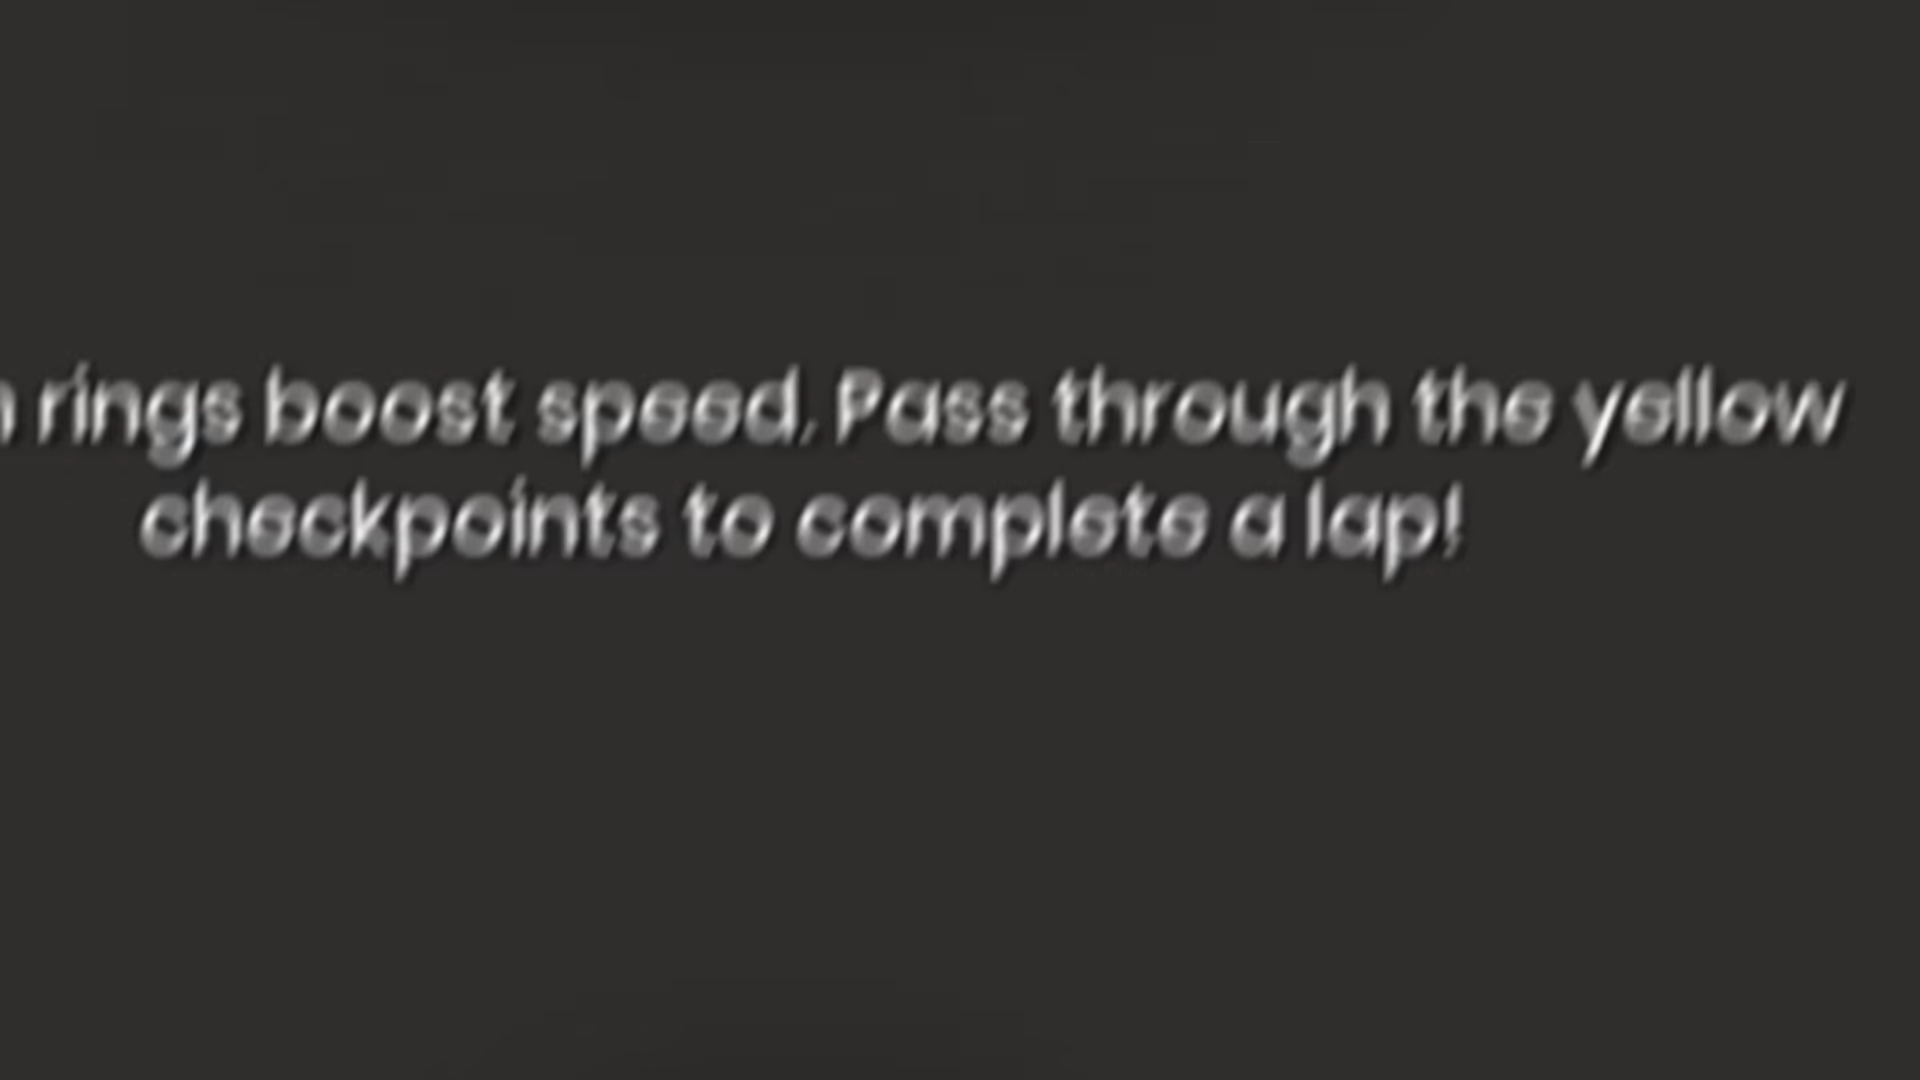 rings boost speed. Pass through the yellow
checkpoints to complete a lap!